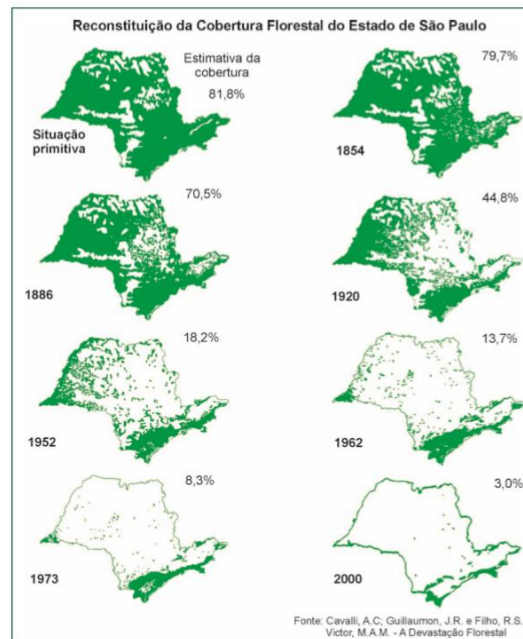 Reconstituição da Cobertura Florestal do Estado de São Paulo
Estimativa da
cobertura
81,8%
Situação
primitiva
79,7%
1854
70,5%
1886
44,8%
1920
18,2%
1952
13,7%
1962
8,3%
1973
3,0%
2000
Fonte: Cavalli, A.C; Guillaumon, J.R. e Filho, R.S.
Victor, M.A.M. - A Devastação Florestal